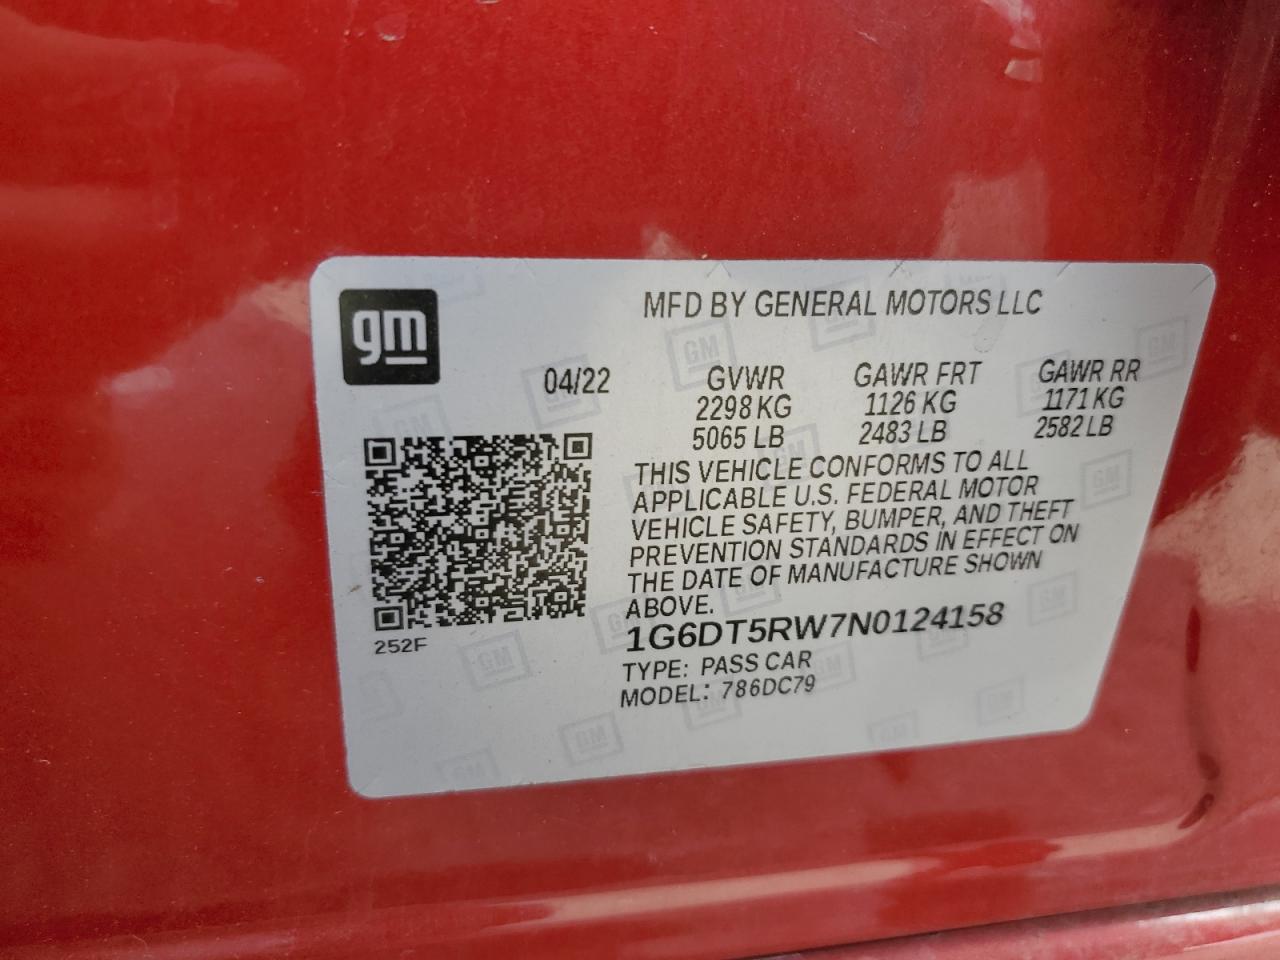 gm
MFD BY GENERAL MOTORS LLC
04/22 GVWR GAWR FRT GAWR RR
2298 KG 1126 KG 1171 KG
5065 LB 2483 LB 2582 LB
THIS VEHICLE CONFORMS TO ALL
APPLICABLE U.S. FEDERAL MOTOR
VEHICLE SAFETY, BUMPER, AND THEFT
PREVENTION STANDARDS IN EFFECT ON
THE DATE OF MANUFACTURE SHOWN
ABOVE.
252F
1G6DT5RW7N0124158
TYPE: PASS CAR
MODEL: 786DC79